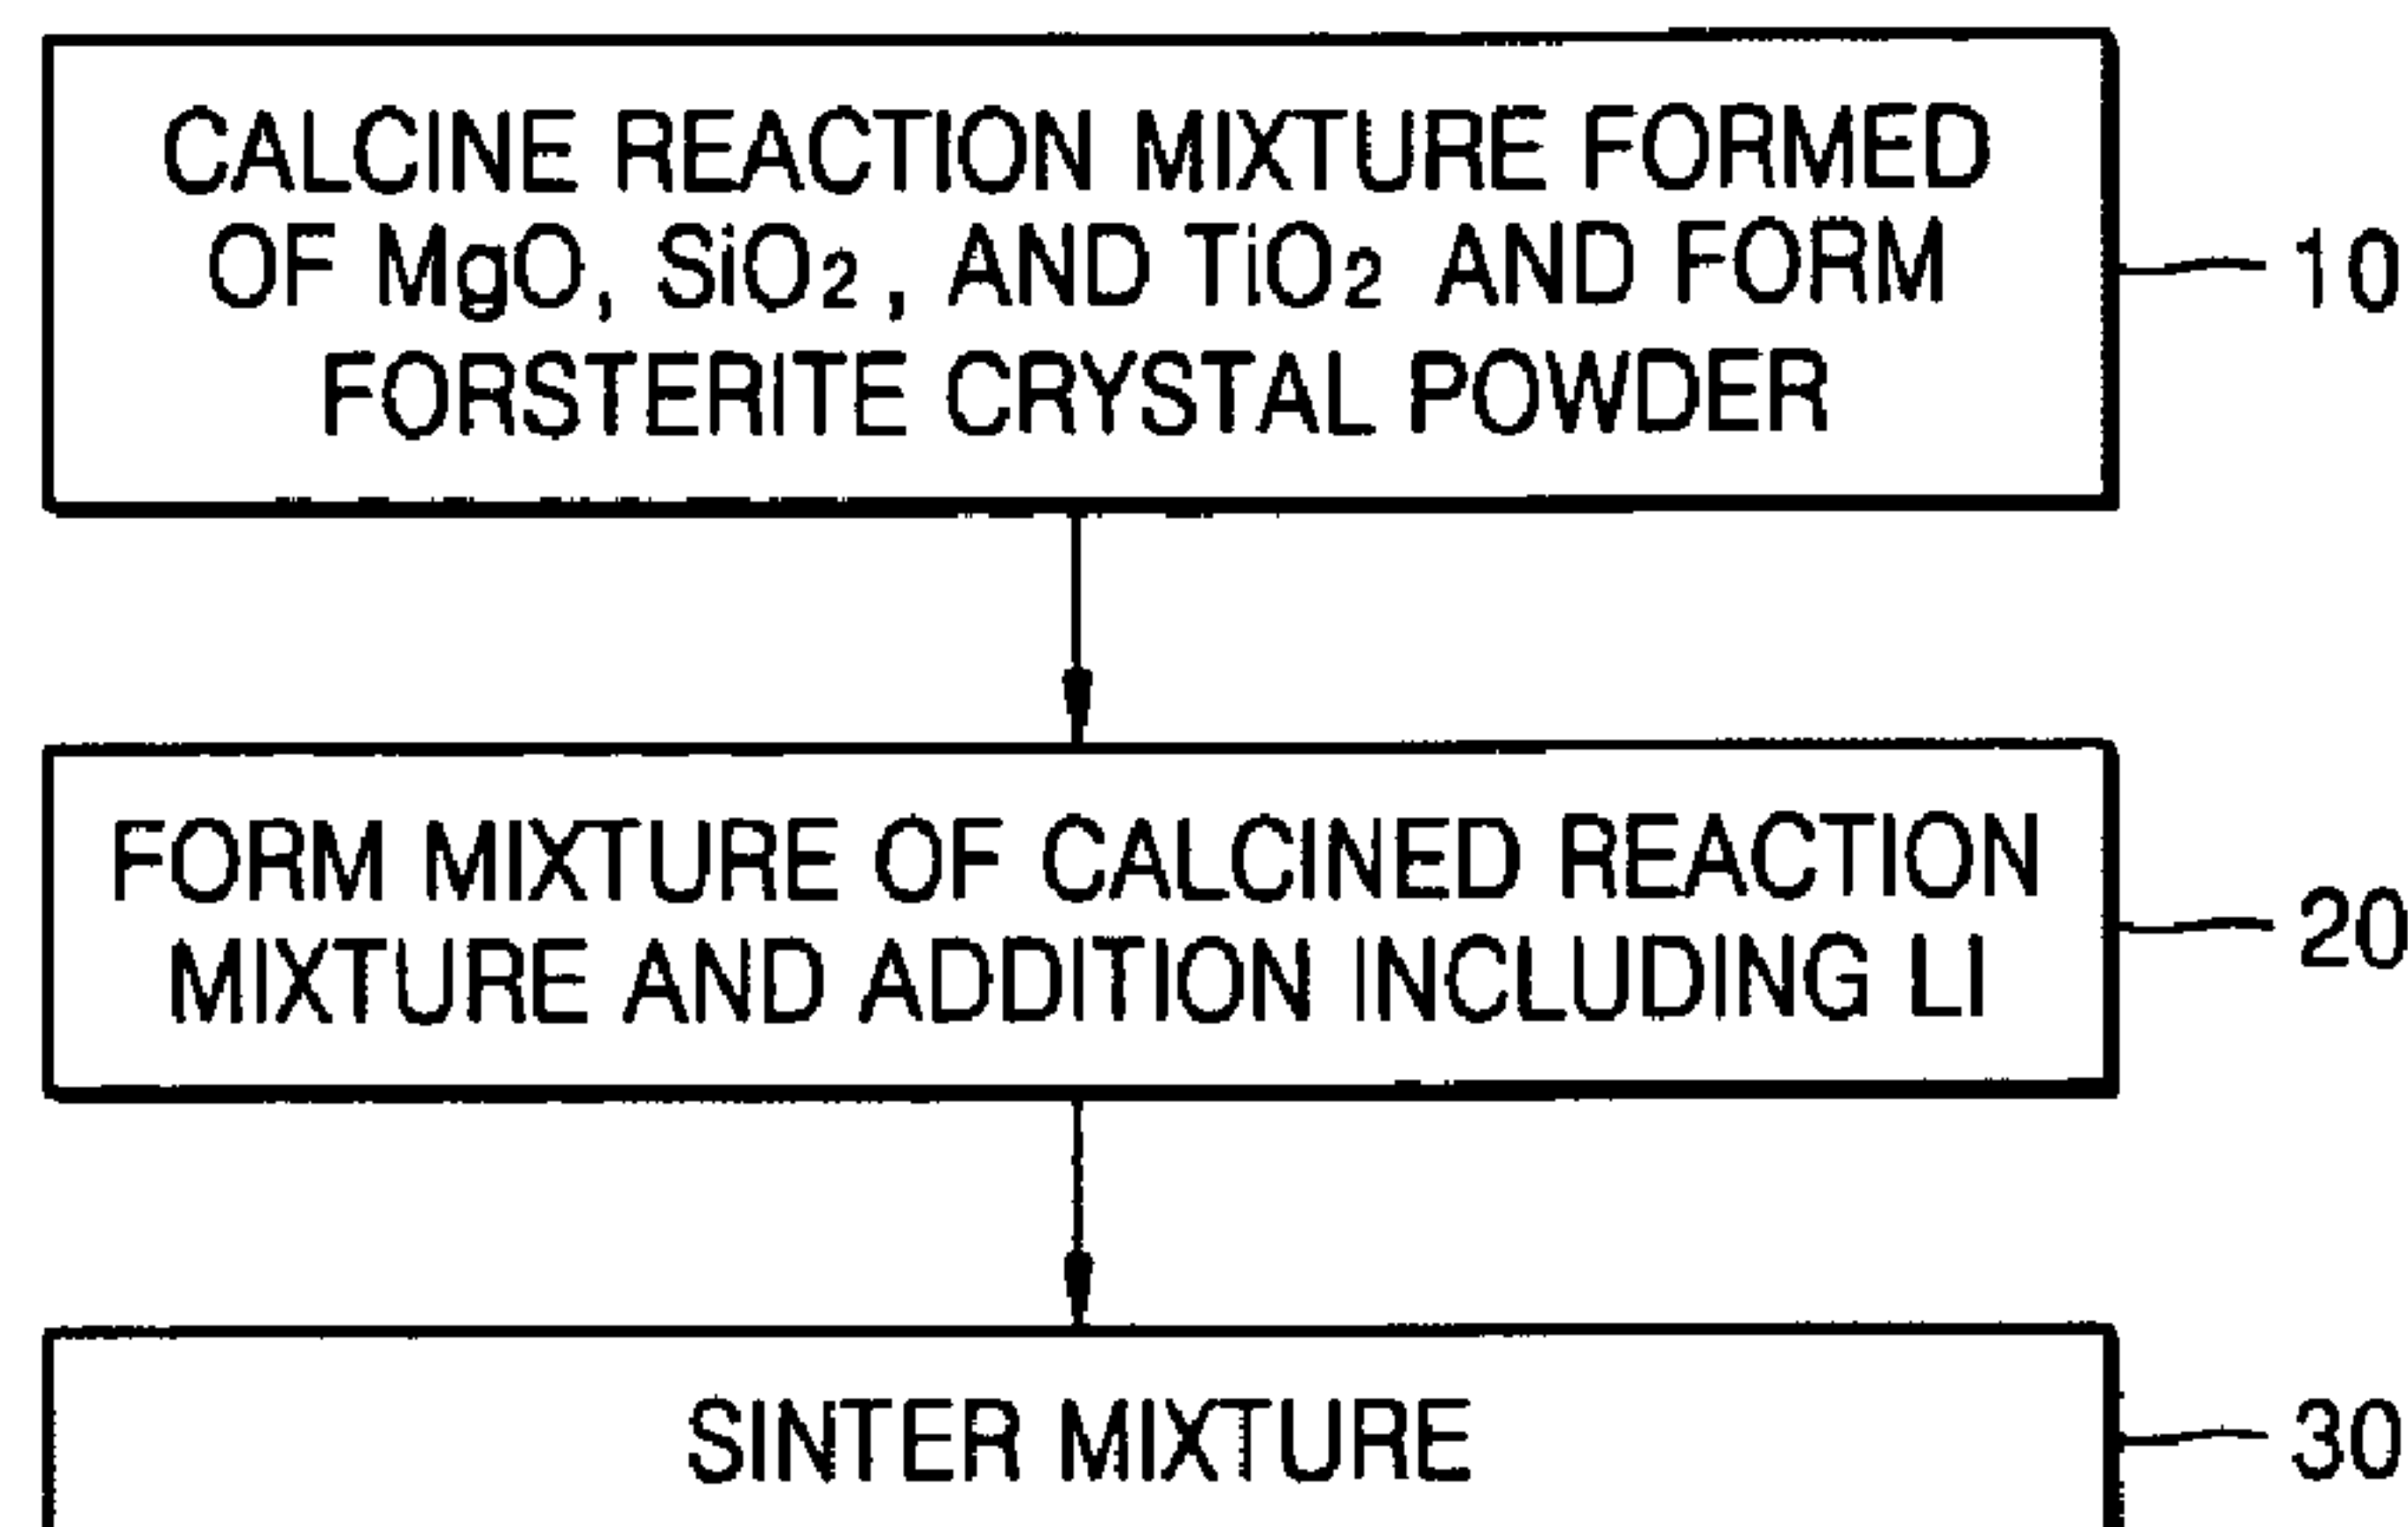 CALCINE REACTION MIXTURE FORMED
OF MgO, SiO2, AND TiO2 AND FORM
FORSTERITE CRYSTAL POWDER
10
FORM MIXTURE OF CALCINED REACTION
MIXTURE AND ADDITION INCLUDING LI
20
SINTER MIXTURE
30